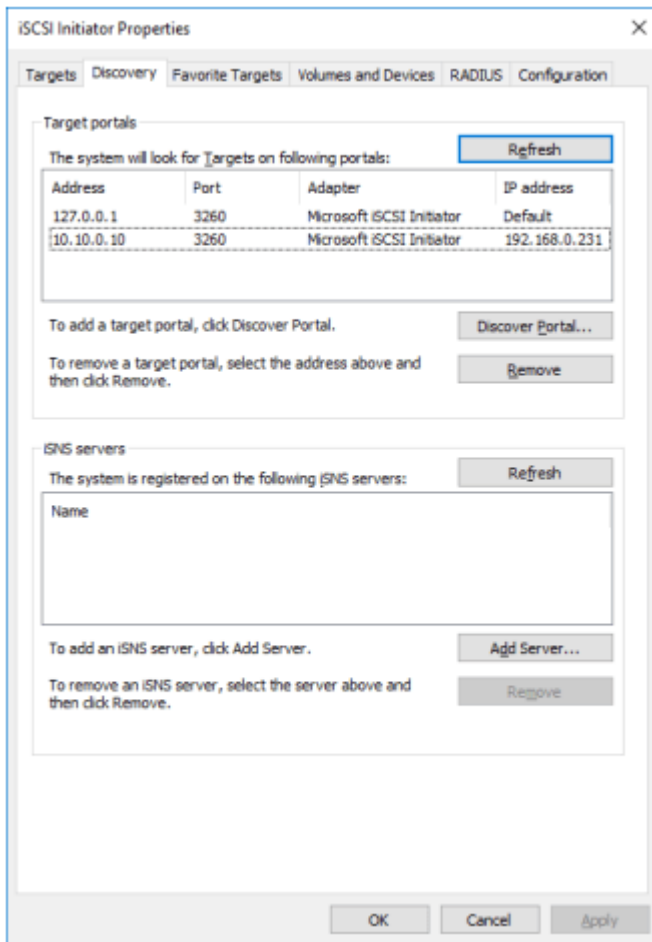 iSCSI Initiator Properties
Targets Discovery Favorite Targets Volumes and Devices RADIUS Configuration
Target portals
The system will look for Targets on following portals: Refresh
Address Port Adapter IP address
127.0.0.1 3260 Microsoft iSCSI Initiator Default
10.10.0.10 3260 Microsoft iSCSI Initiator 192.168.0.231
To add a target portal, click Discover Portal. Discover Portal...
To remove a target portal, select the address above and
then click Remove. Remove
iSNS servers
The system is registered on the following iSNS servers: Refresh
Name
To add an iSNS server, click Add Server. Add Server...
To remove an iSNS server, select the server above and
then click Remove. Remove
OK Cancel Apply